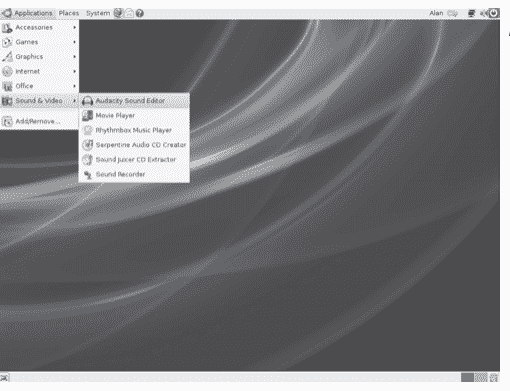 Applications Places System Alan
Accessories
Games
Graphics
Internet
Office
Sound & Video
Add/Remove...
Audacity Sound Editor
Movie Player
Rhythmbox Music Player
Serpentine Audio CD Creator
Sound Juicer CD Extractor
Sound Recorder